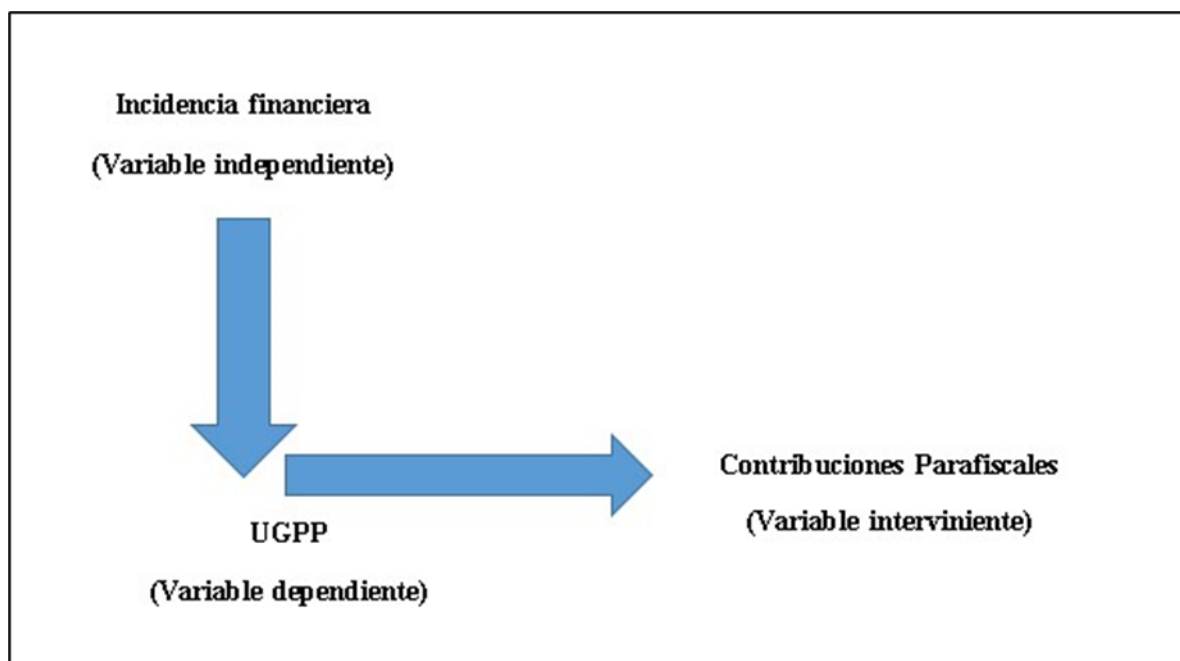 Incidencia financiera
(Variable independiente)
UGPP
(Variable dependiente)
Contribuciones Parafiscales
(Variable interviniente)